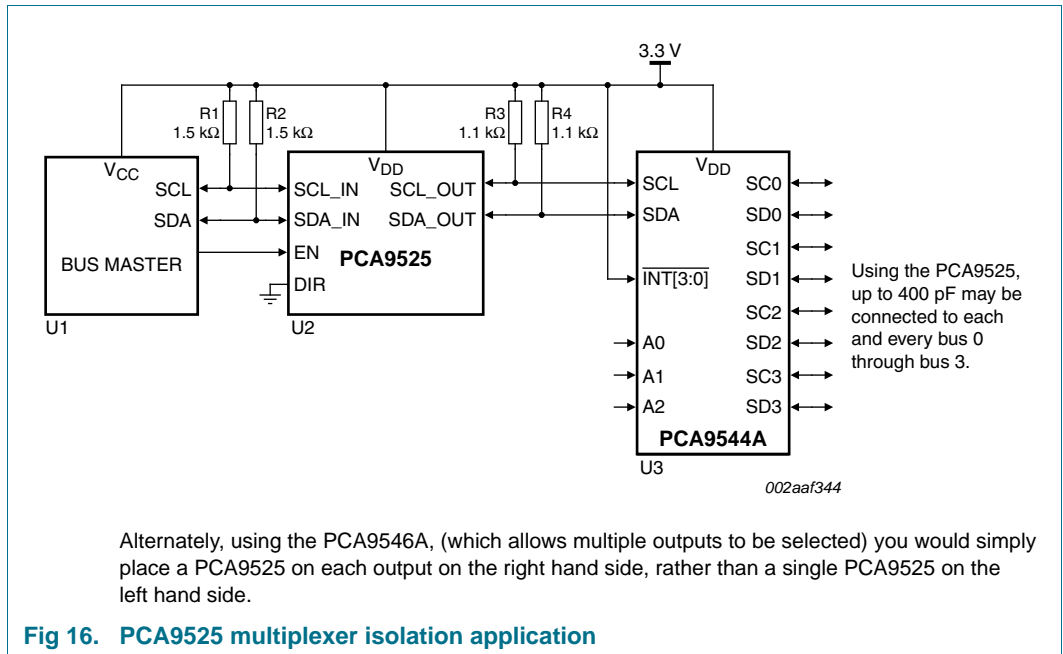 3.3 V
R1
1.5 kΩ
R2
1.5 kΩ
R3
1.1 kΩ
R4
1.1 kΩ
VCC
SCL
SDA
BUS MASTER
U1
VDD
SCL_IN
SCL_OUT
SDA_IN
SDA_OUT
EN
PCA9525
DIR
U2
VDD
SCL
SC0
SDA
SD0
SC1
INT[3:0]
SD1
SC2
A0
SD2
A1
SC3
A2
SD3
PCA9544A
U3
Using the PCA9525,
up to 400 pF may be
connected to each
and every bus 0
through bus 3.
002aaf344
Alternately, using the PCA9546A, (which allows multiple outputs to be selected) you would simply
place a PCA9525 on each output on the right hand side, rather than a single PCA9525 on the
left hand side.
Fig 16. PCA9525 multiplexer isolation application